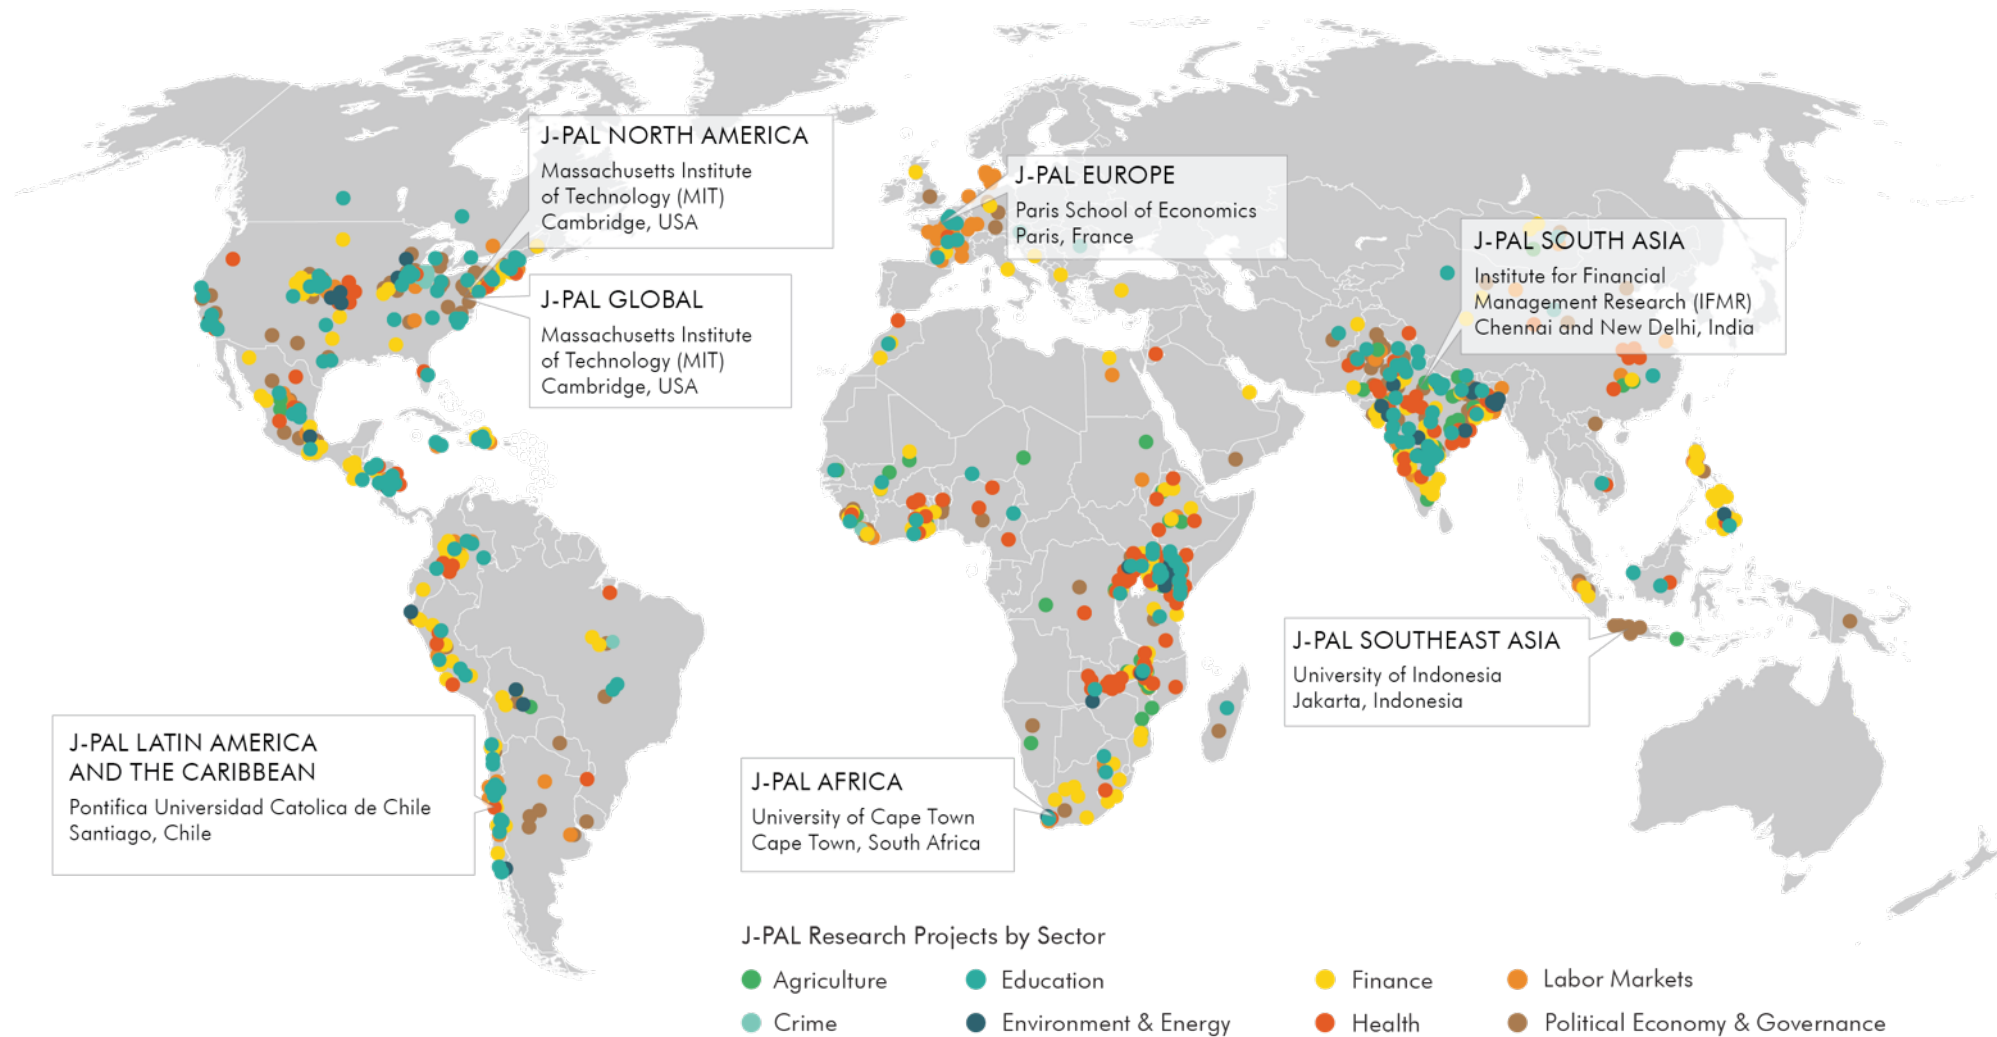 J-PAL NORTH AMERICA
Massachusetts Institute
of Technology (MIT)
Cambridge, USA
J-PAL EUROPE
Paris School of Economics
Paris, France
J-PAL SOUTH ASIA
Institute for Financial
Management Research (IFMR)
Chennai and New Delhi, India
J-PAL GLOBAL
Massachusetts Institute
of Technology (MIT)
Cambridge, USA
J-PAL SOUTHEAST ASIA
University of Indonesia
Jakarta, Indonesia
J-PAL LATIN AMERICA
AND THE CARIBBEAN
Pontifica Universidad Catolica de Chile
Santiago, Chile
J-PAL AFRICA
University of Cape Town
Cape Town, South Africa
J-PAL Research Projects by Sector
Agriculture
Education
Finance
Labor Markets
Crime
Environment & Energy
Health
Political Economy & Governance